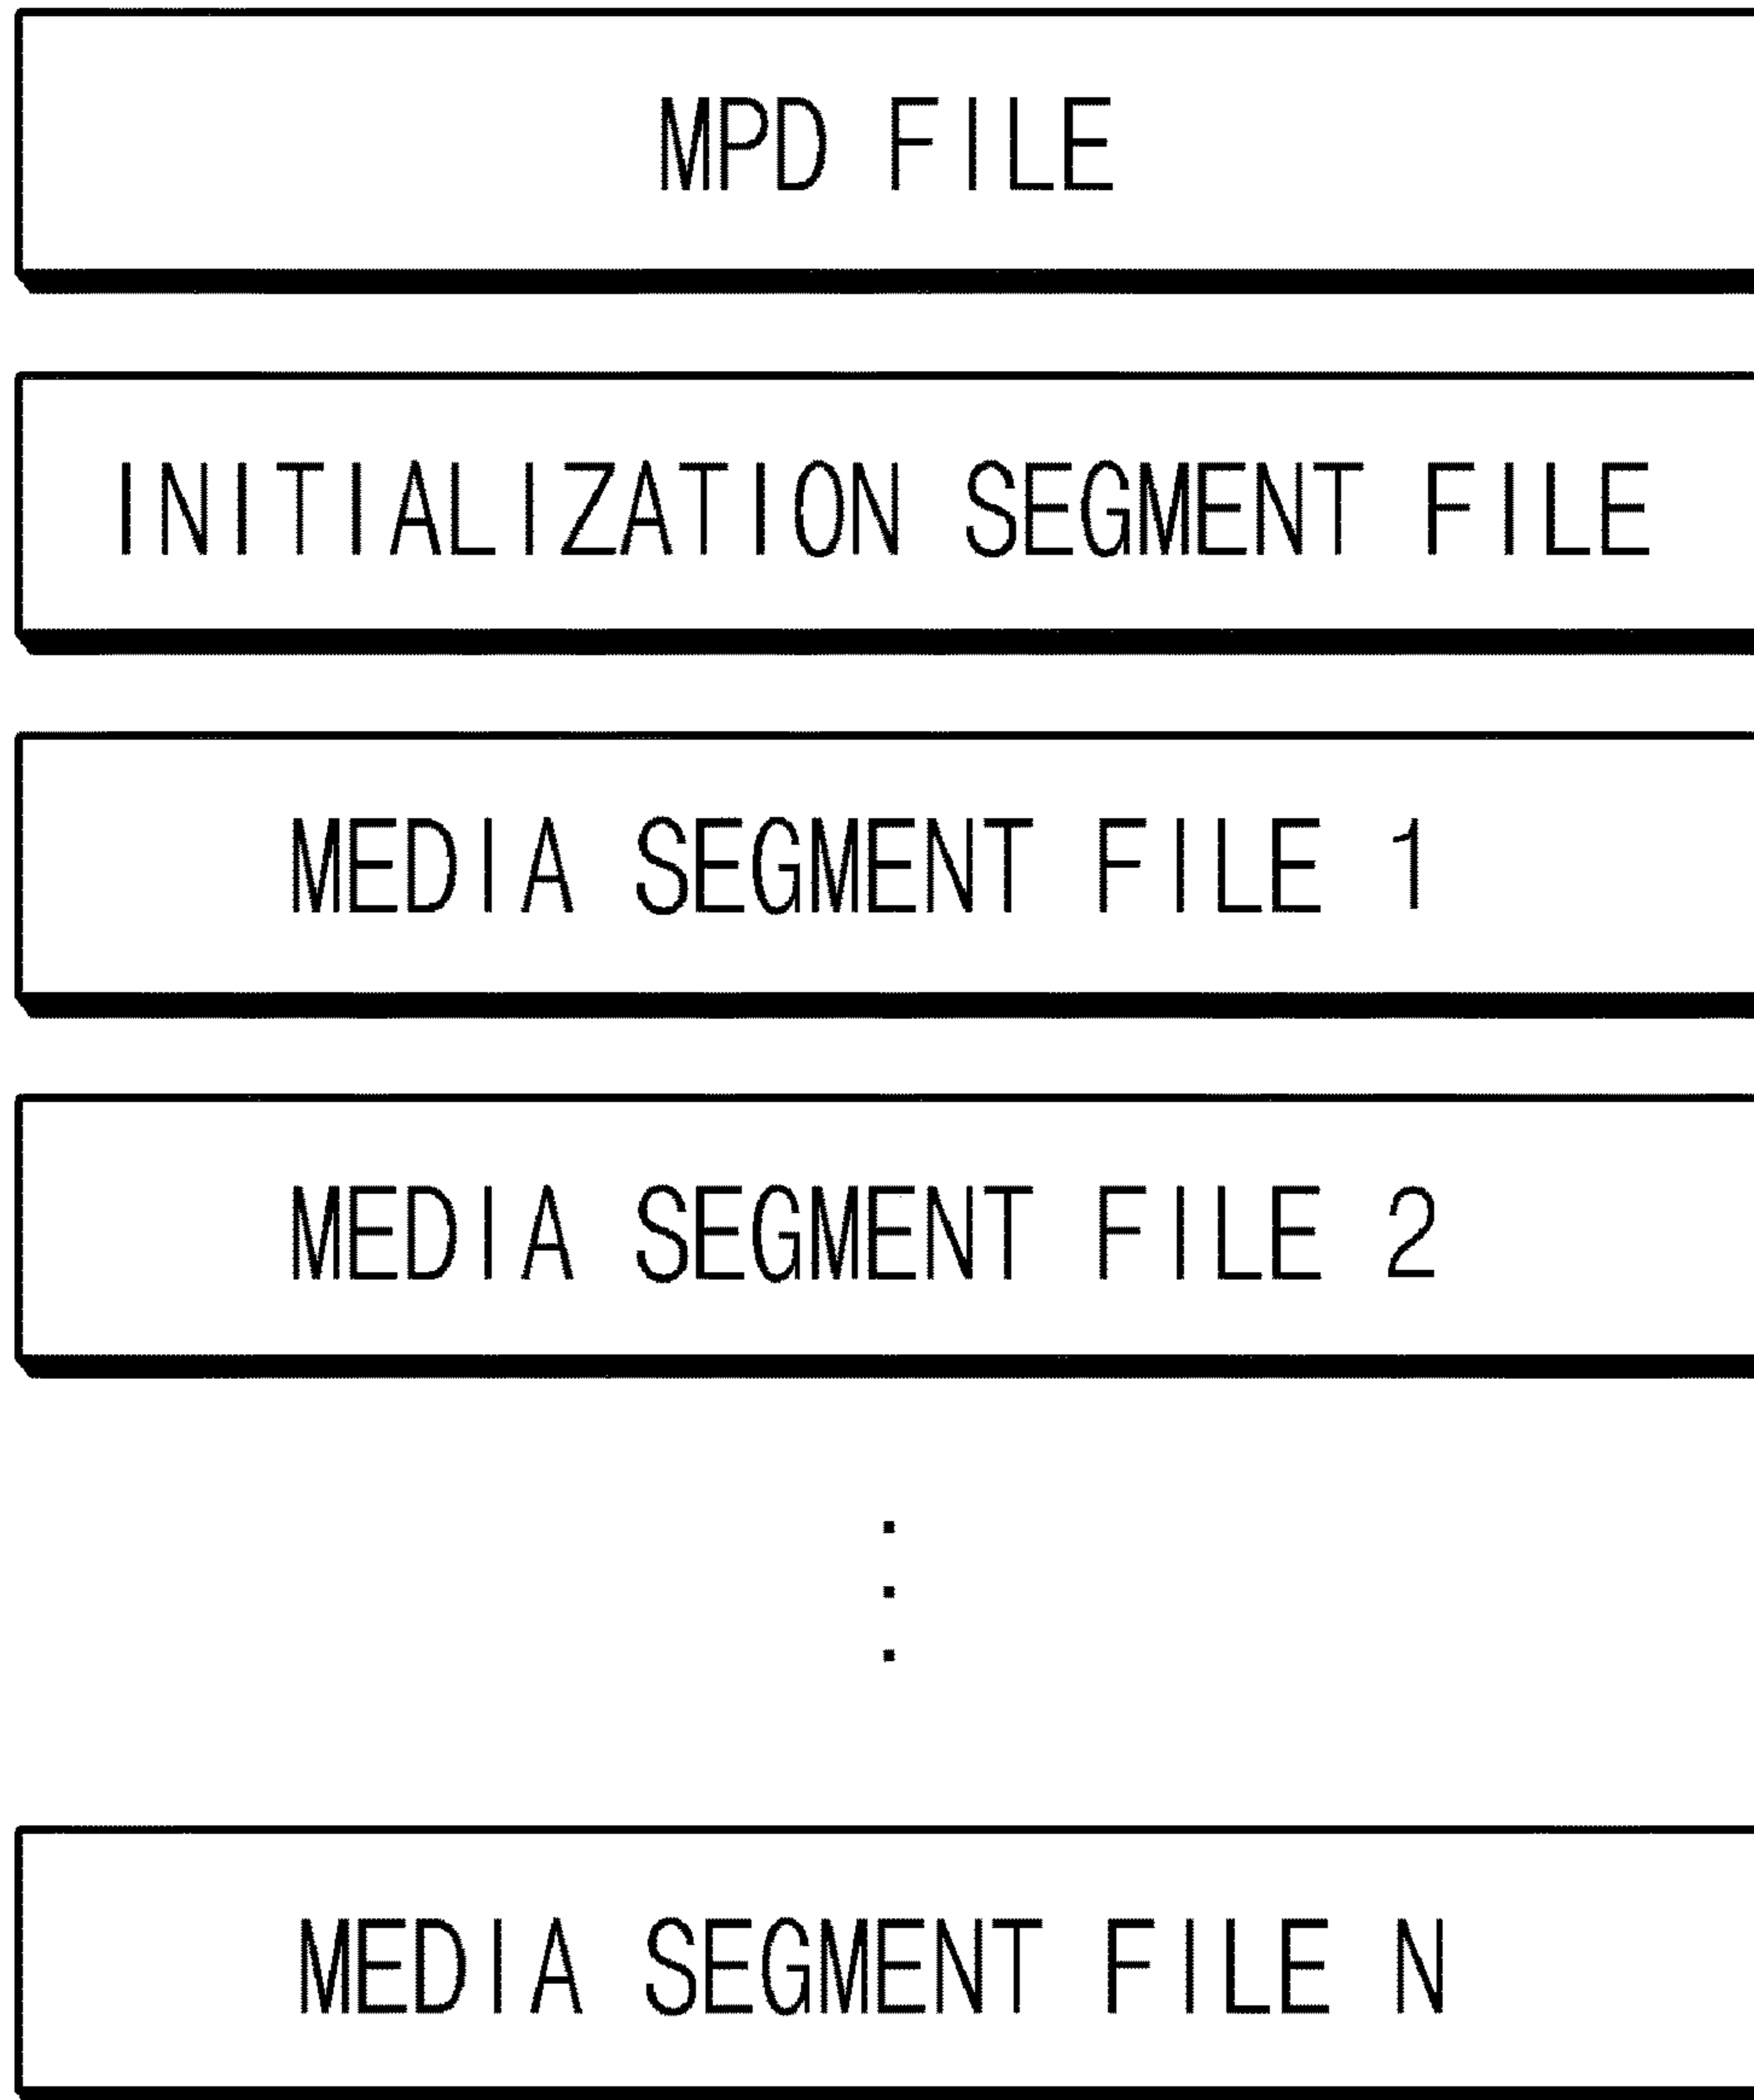 MPD FILE
INITIALIZATION SEGMENT FILE
MEDIA SEGMENT FILE 1
MEDIA SEGMENT FILE 2
MEDIA SEGMENT FILE N